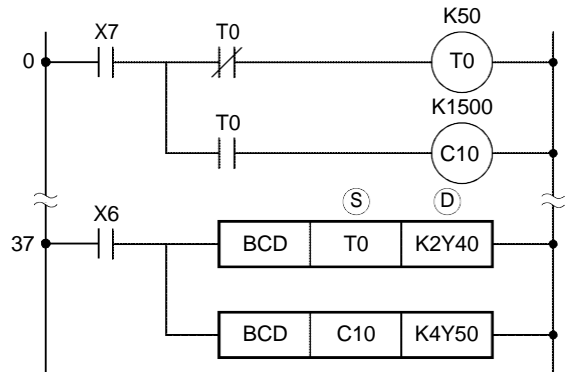 K50
X7 T0
0 T0
K1500
T0
C10
X6 S D
37 BCD T0 K2Y40
BCD C10 K4Y50